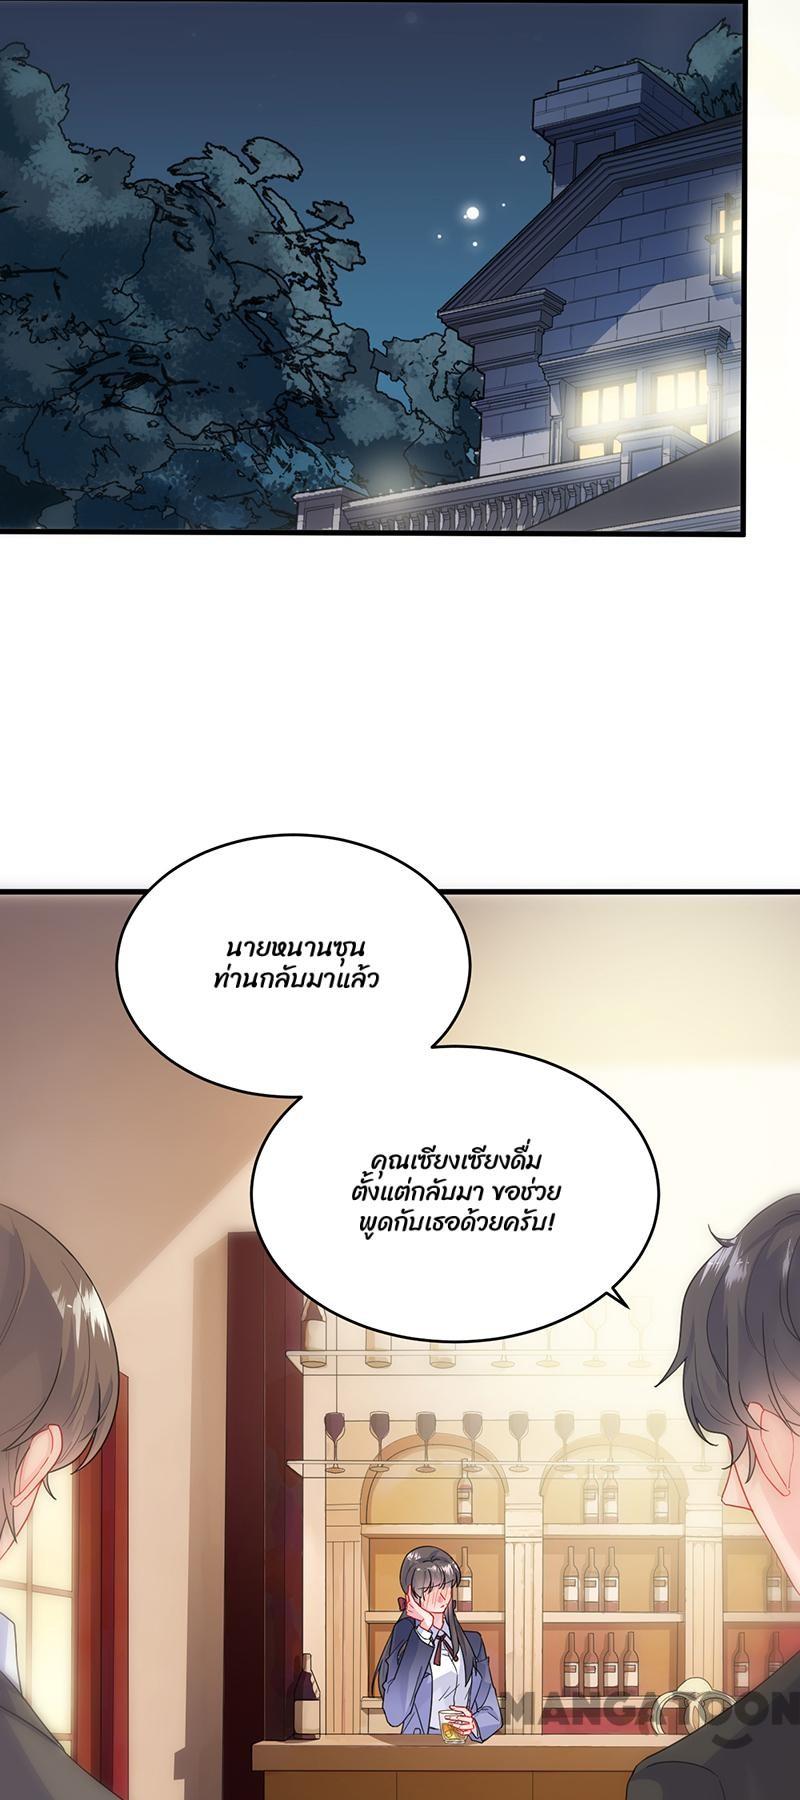 นายหนานซุน
ท่านกลับมาแล้ว
คุณเซียงเซียงดื่ม
ตั้งแต่กลับมา ขอช่วย
พูดกับเธอด้วยครับ!
MANGATOON